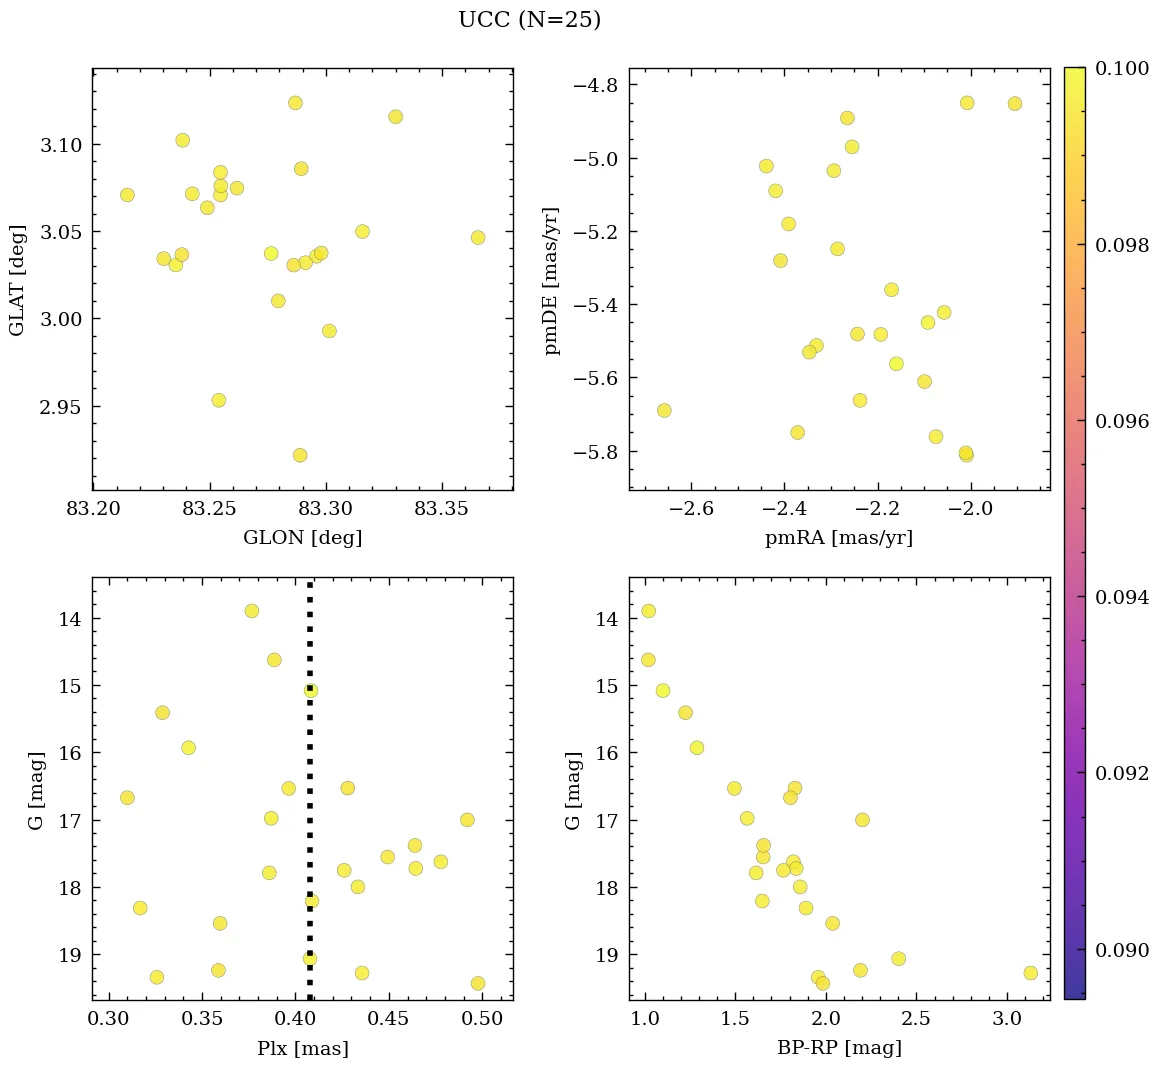 UCC (N=25)
3.10
3.05
3.00
2.95
GLAT [deg]
83.20 83.25 83.30 83.35
GLON [deg]
−4.8
−5.0
−5.2
−5.4
−5.6
−5.8
pmDE [mas/yr]
−2.6 −2.4 −2.2 −2.0
pmRA [mas/yr]
14
15
16
17
18
19
G [mag]
0.30 0.35 0.40 0.45 0.50
Plx [mas]
14
15
16
17
18
19
G [mag]
1.0 1.5 2.0 2.5 3.0
BP-RP [mag]
0.100
0.098
0.096
0.094
0.092
0.090